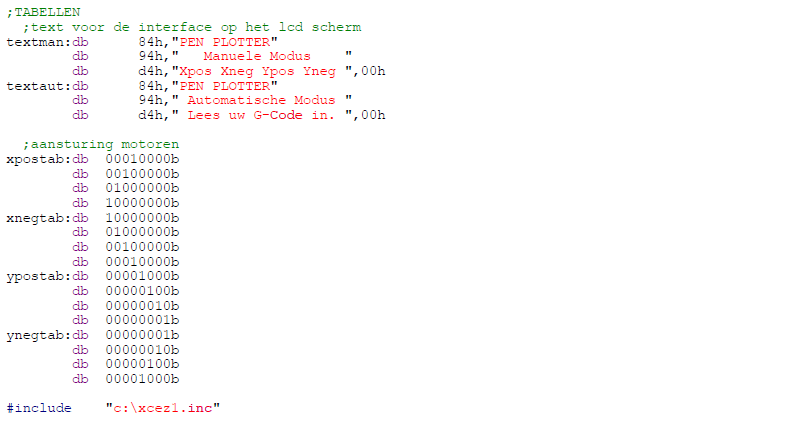 ;TABELLEN
  ;text voor de interface op het lcd scherm
textman:db      84h,"PEN PLOTTER"
        db      94h,"   Manuele Modus    "
        db      d4h,"Xpos Xneg Ypos Yneg ",00h
textaut:db      84h,"PEN PLOTTER"
        db      94h," Automatische Modus "
        db      d4h," Lees uw G-Code in. ",00h

  ;aansturing motoren
xpostab:db  00010000b
        db  00100000b
        db  01000000b
        db  10000000b
xnegtab:db  10000000b
        db  01000000b
        db  00100000b
        db  00010000b
ypostab:db  00001000b
        db  00000100b
        db  00000010b
        db  00000001b
ynegtab:db  00000001b
        db  00000010b
        db  00000100b
        db  00001000b

#include    "c:\xcez1.inc"